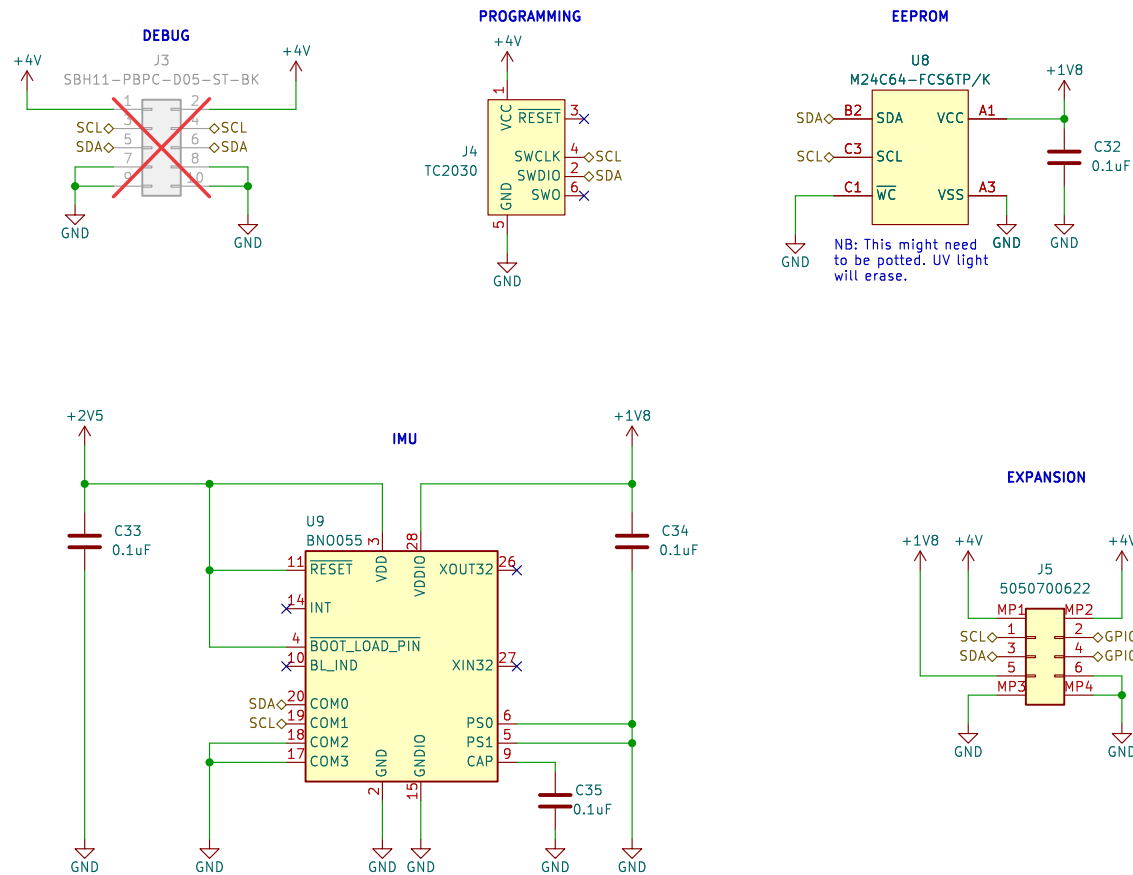 DEBUG
J3
SBH11-PBPC-D05-ST-BK
+4V
+4V
1 2
3 4
SCL SCL
5 6
SDA SDA
7 8
9 10
GND
GND
PROGRAMMING
+4V
1
VCC
RESET 3
J4
TC2030
SWCLK 4 SCL
SWDIO 2 SDA
SWO 6
GND
5
GND
EEPROM
U8
M24C64-FCS6TP/K
+1V8
SDA B2 SDA VCC A1
SCL C3 SCL
C1 WC VSS A3
C32
0.1uF
GND
GND
GND
NB: This might need
to be potted. UV light
will erase.
+2V5
IMU
+1V8
C33
0.1uF
C34
0.1uF
U9
BNO055
3
VDD
28
VDDIO
11 RESET XOUT32 26
14 INT
4 BOOT_LOAD_PIN
10 BL_IND XIN32 27
SDA 20 COM0
SCL 19 COM1 PS0 6
18 COM2 PS1 5
17 COM3 CAP 9
GND
2
GNDIO
15
C35
0.1uF
GND
GND
GND
GND
GND
GND
EXPANSION
+1V8
+4V
+4V
J5
5050700622
MP1 MP2
SCL 1 2 GPIO
SDA 3 4 GPIO
5 6
MP3 MP4
GND
GND